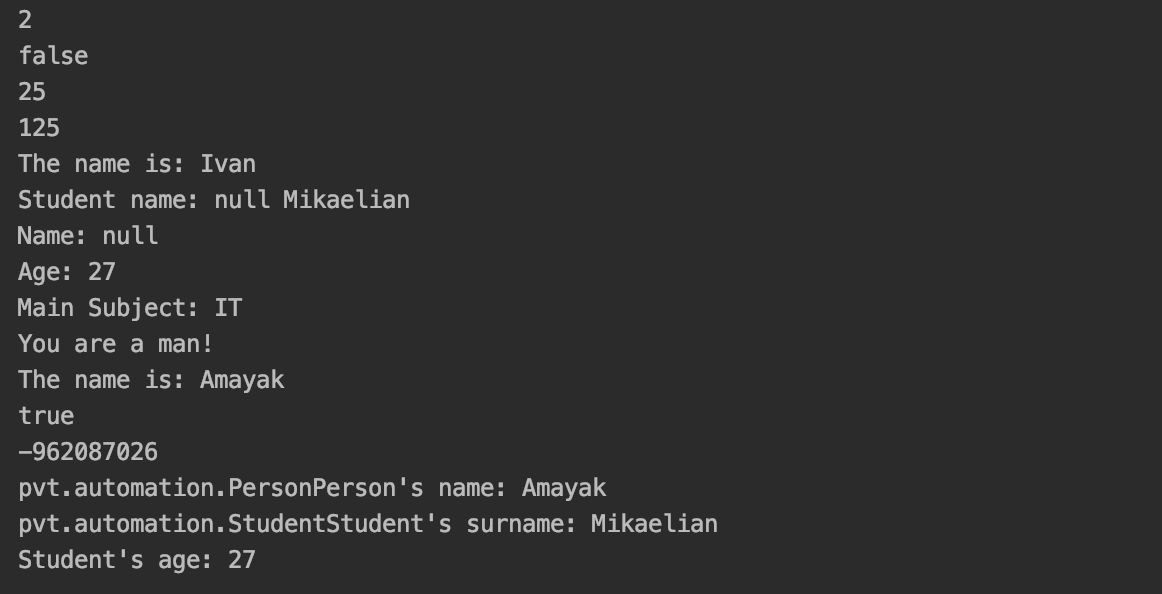 2
false
25
125
The name is: Ivan
Student name: null Mikaelian
Name: null
Age: 27
Main Subject: IT
You are a man!
The name is: Amayak
true
-962087026
pvt.automation.PersonPerson's name: Amayak
pvt.automation.StudentStudent's surname: Mikaelian
Student's age: 27